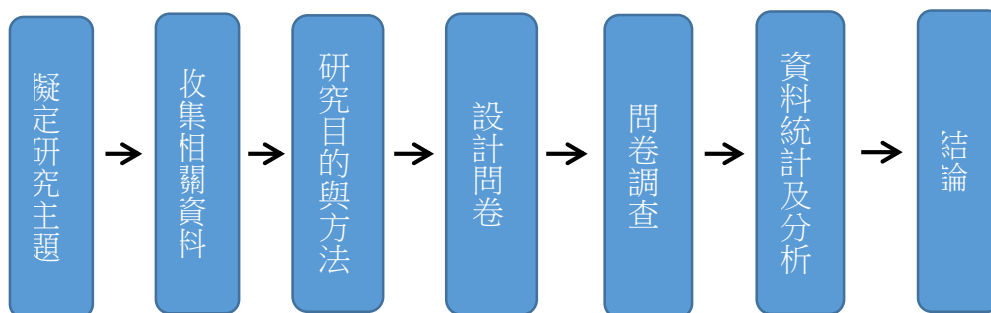 擬定研究主題
收集相關資料
研究目的與方法
設計問卷
問卷調查
資料統計及分析
結論